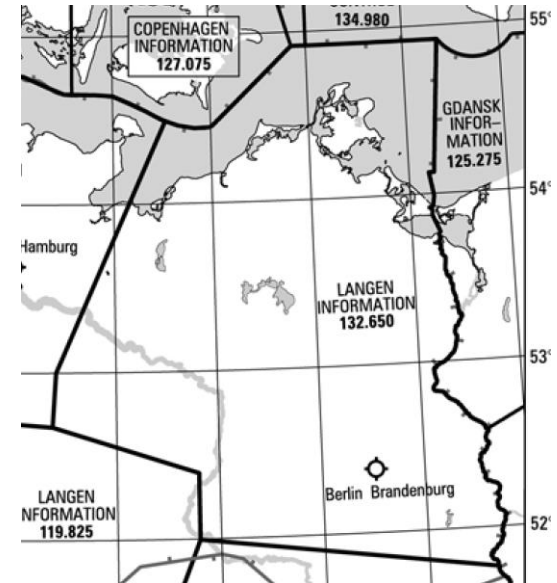 COPENHAGEN
INFORMATION
127.075
134.980
55°
GDANSK
INFOR–
MATION
125.275
54°
Hamburg
LANGEN
INFORMATION
132.650
53°
Berlin Brandenburg
LANGEN
NFORMATION
119.825
52°